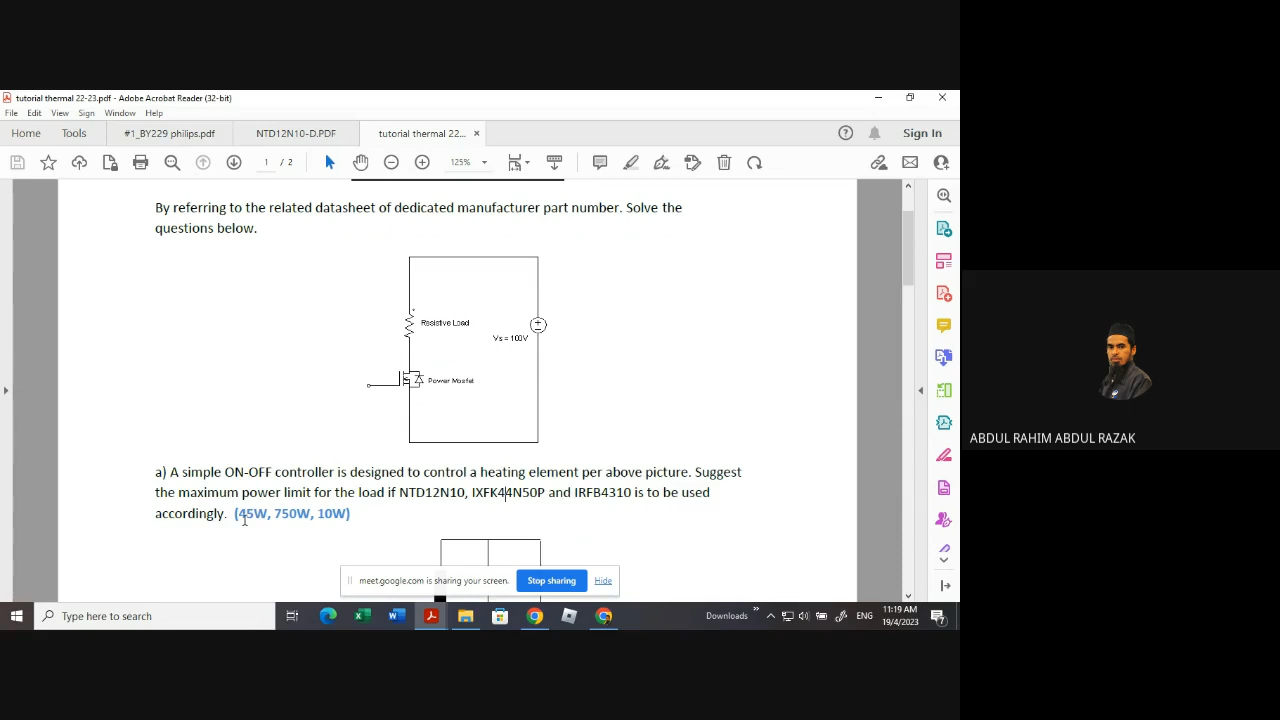 tutorial thermal 22-23.pdf - Adobe Acrobat Reader (32-bit)
File Edit View Sign Window Help
Home Tools #1_BY229 philips.pdf NTD12N10-D.PDF tutorial thermal 22... × Sign In
1 / 2 125%
By referring to the related datasheet of dedicated manufacturer part number. Solve the
questions below.
Resistive Load
Vs = 100V
Power Mosfet
a) A simple ON-OFF controller is designed to control a heating element per above picture. Suggest
the maximum power limit for the load if NTD12N10, IXFK44N50P and IRFB4310 is to be used
accordingly. (45W, 750W, 10W)
ABDUL RAHIM ABDUL RAZAK
meet.google.com is sharing your screen. Stop sharing Hide
Type here to search
Downloads
ENG
11:19 AM
19/4/2023